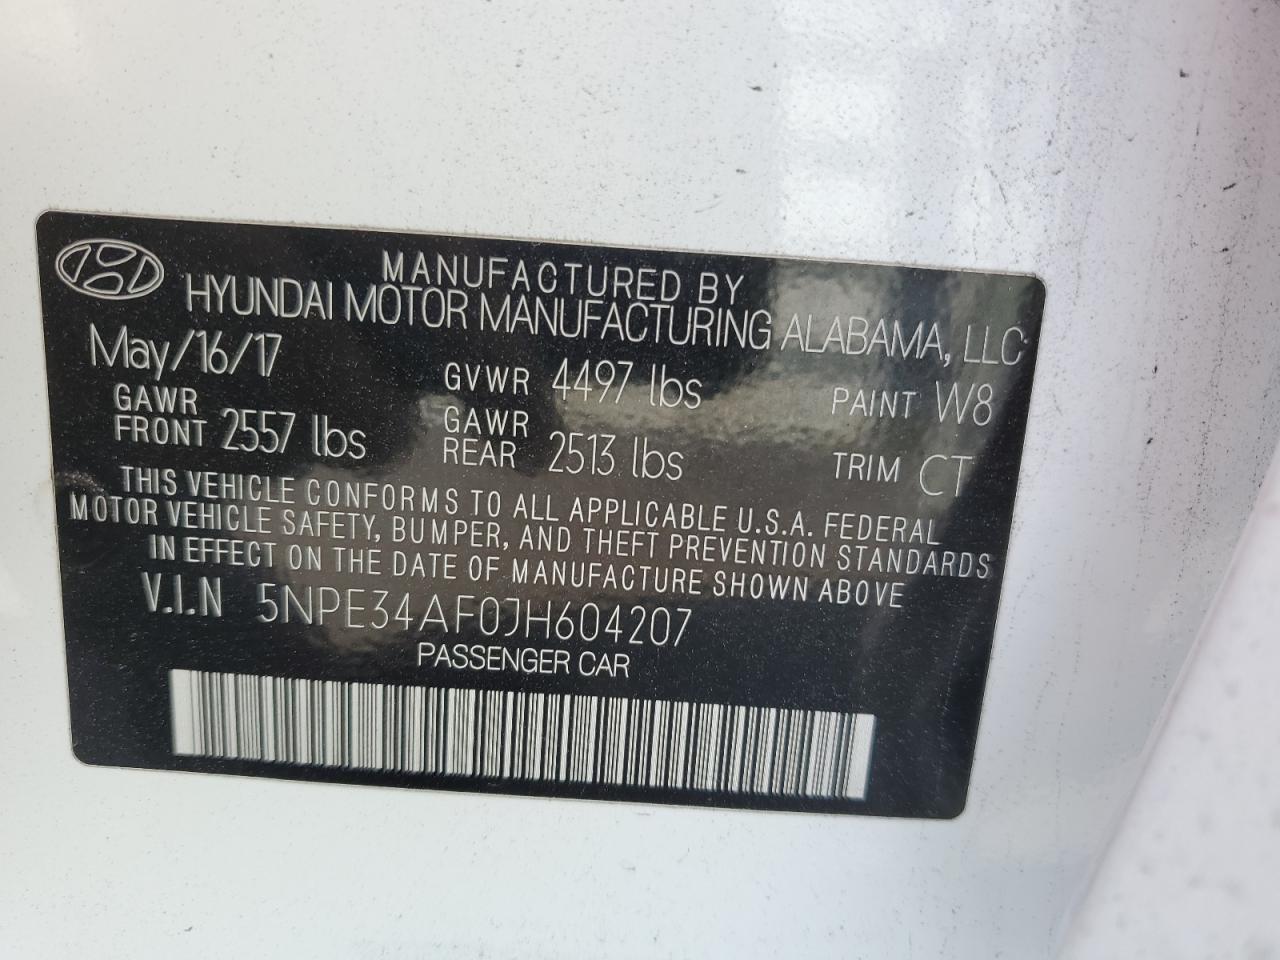 MANUFACTURED BY
HYUNDAI MOTOR MANUFACTURING ALABAMA, LLC
May/16/17 GVWR 4497 lbs PAINT W8
GAWR FRONT 2557 lbs GAWR REAR 2513 lbs TRIM CT
THIS VEHICLE CONFORMS TO ALL APPLICABLE U.S.A. FEDERAL
MOTOR VEHICLE SAFETY, BUMPER, AND THEFT PREVENTION STANDARDS
IN EFFECT ON THE DATE OF MANUFACTURE SHOWN ABOVE
V.I.N 5NPE34AF0JH604207
PASSENGER CAR